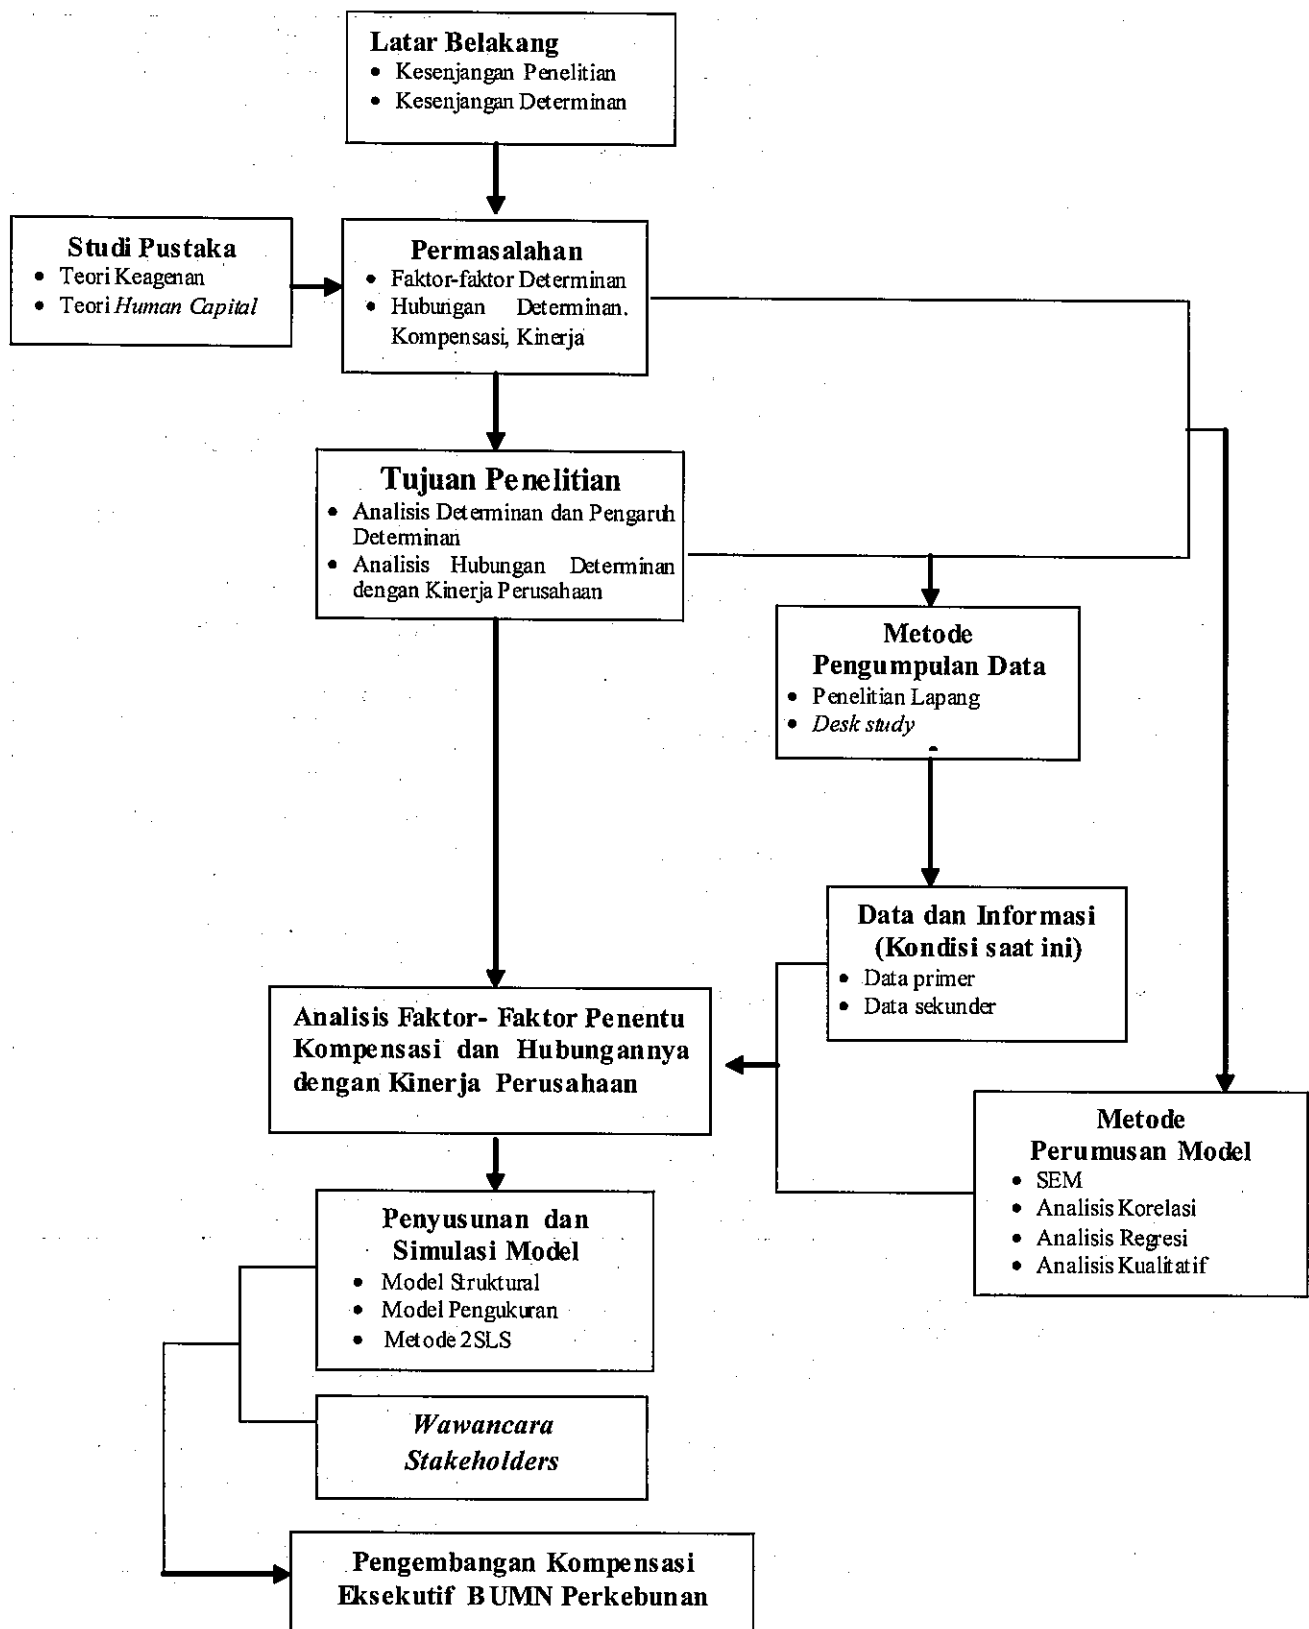 Latar Belakang
• Kesenjangan Penelitian
• Kesenjangan Determinan
Studi Pustaka
• Teori Keagenan
• Teori Human Capital
Permasalahan
• Faktor-faktor Determinan
• Hubungan Determinan.
Kompensasi, Kinerja
Tujuan Penelitian
• Analisis Determinan dan Pengaruh
Determinan
• Analisis Hubungan Determinan
dengan Kinerja Perusahaan
Metode
Pengumpulan Data
• Penelitian Lapang
• Desk study
Data dan Informasi
(Kondisi saat ini)
• Data primer
• Data sekunder
Analisis Faktor- Faktor Penentu
Kompensasi dan Hubungannya
dengan Kinerja Perusahaan
Metode
Perumusan Model
• SEM
• Analisis Korelasi
• Analisis Regresi
• Analisis Kualitatif
Penyusunan dan
Simulasi Model
• Model Struktural
• Model Pengukuran
• Metode 2SLS
Wawancara
Stakeholders
Pengembangan Kompensasi
Eksekutif BUMN Perkebunan